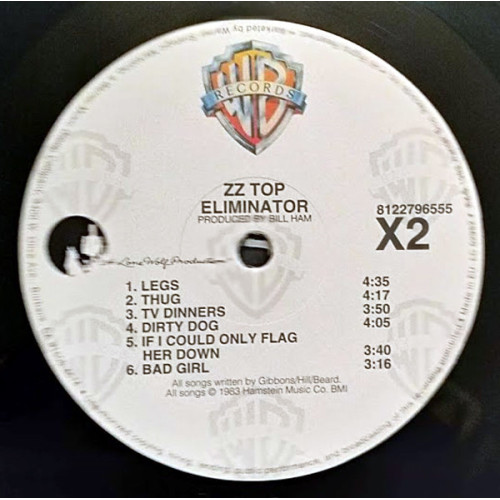 WB
RECORDS
ZZ TOP
ELIMINATOR
PRODUCED BY BILL HAM
8122796555
X2
Lone Wolf Productions
1. LEGS 4:35
2. THUG 4:17
3. TV DINNERS 3:50
4. DIRTY DOG 4:05
5. IF I COULD ONLY FLAG
HER DOWN 3:40
6. BAD GIRL 3:16
All songs written by Gibbons/Hill/Beard.
All songs © 1983 Hamstein Music Co. BMI